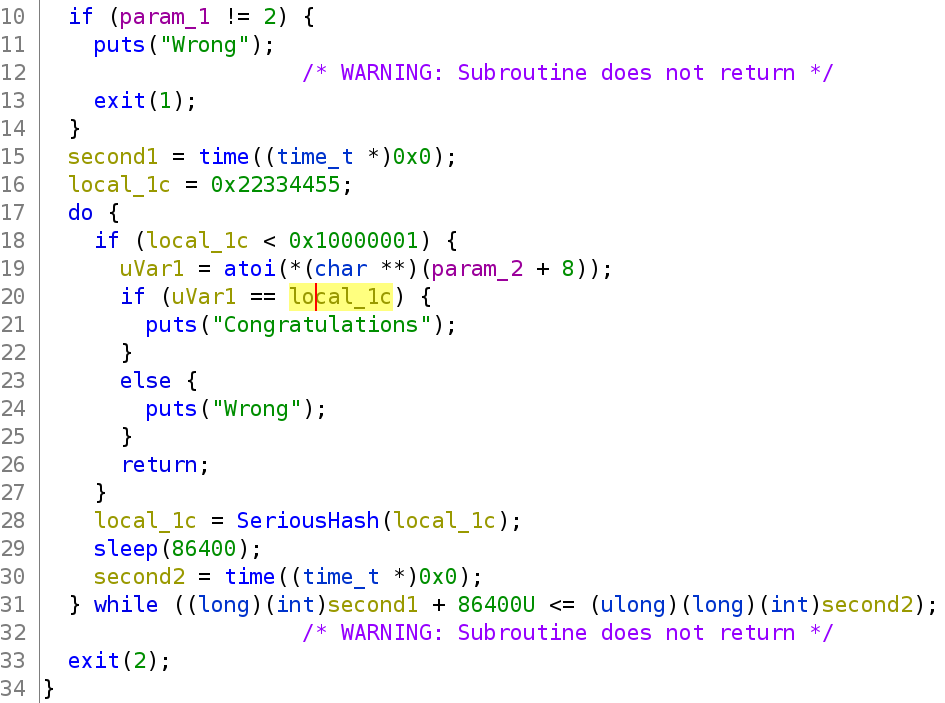 10 if (param_1 != 2) {
11 puts("Wrong");
12 /* WARNING: Subroutine does not return */
13 exit(1);
14 }
15 second1 = time((time_t *)0x0);
16 local_1c = 0x22334455;
17 do {
18 if (local_1c < 0x10000001) {
19 uVar1 = atoi(*(char **)(param_2 + 8));
20 if (uVar1 == local_1c) {
21 puts("Congratulations");
22 }
23 else {
24 puts("Wrong");
25 }
26 return;
27 }
28 local_1c = SeriousHash(local_1c);
29 sleep(86400);
30 second2 = time((time_t *)0x0);
31 } while ((long)(int)second1 + 86400U <= (ulong)(long)(int)second2);
32 /* WARNING: Subroutine does not return */
33 exit(2);
34 }